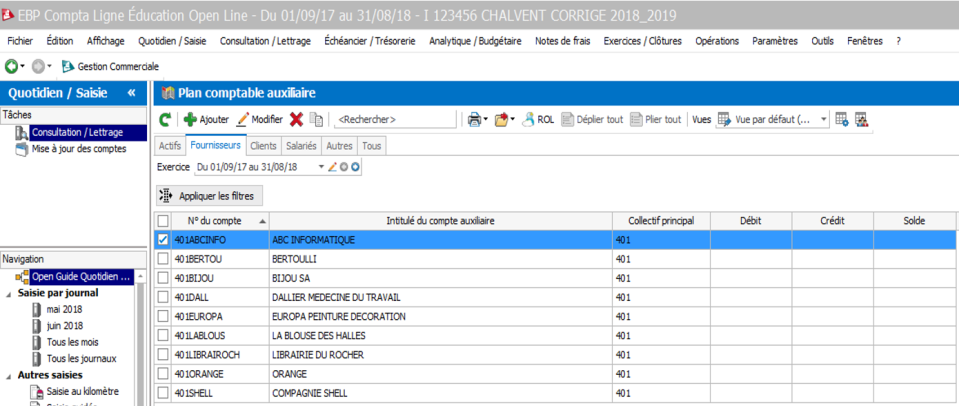 EBP Compta Ligne Éducation Open Line - Du 01/09/17 au 31/08/18 - I 123456 CHALVENT CORRIGE 2018_2019
Fichier Édition Affichage Quotidien / Saisie Consultation / Lettrage Échéancier / Trésorerie Analytique / Budgétaire Notes de frais Exercices / Clôtures Opérations Paramètres Outils Fenêtres ?
Gestion Commerciale
Quotidien / Saisie «
Tâches
Consultation / Lettrage
Mise à jour des comptes
Navigation
Open Guide Quotidien ...
Saisie par journal
mai 2018
juin 2018
Tous les mois
Tous les journaux
Autres saisies
Saisie au kilomètre
Plan comptable auxiliaire
Ajouter Modifier <Rechercher> ROL Déplier tout Plier tout Vues Vue par défaut (...
Actifs Fournisseurs Clients Salariés Autres Tous
Exercice Du 01/09/17 au 31/08/18
Appliquer les filtres
N° du compte Intitulé du compte auxiliaire Collectif principal Débit Crédit Solde
401ABCINFO ABC INFORMATIQUE 401
401BERTOU BERTOULLI 401
401BIJOU BIJOU SA 401
401DALL DALLIER MEDECINE DU TRAVAIL 401
401EUROPA EUROPA PEINTURE DECORATION 401
401LABLOUS LA BLOUSE DES HALLES 401
401LIBRAIROCH LIBRAIRIE DU ROCHER 401
401ORANGE ORANGE 401
401SHELL COMPAGNIE SHELL 401